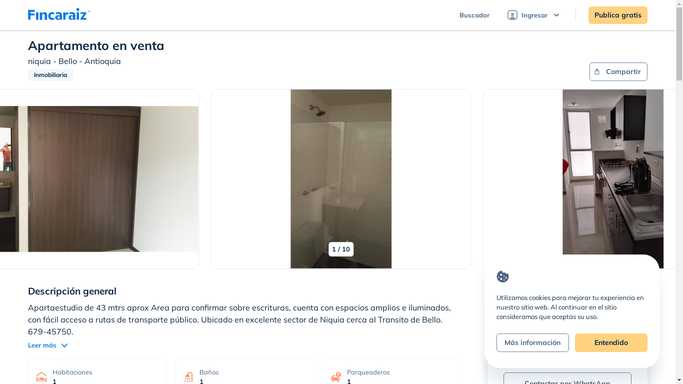 Fincaraiz
Buscador
Ingresar
Publica gratis
Apartamento en venta
niquia - Bello - Antioquia
Inmobiliaria
Compartir
1 / 10
Descripción general
Apartaestudio de 43 mtrs aprox Area para confirmar sobre escrituras, cuenta con espacios amplios e iluminados,
con fácil acceso a rutas de transporte público. Ubicado en excelente sector de Niquia cerca al Transito de Bello.
679-45750.
Leer más
Habitaciones
1
Baños
1
Parqueaderos
1
Utilizamos cookies para mejorar tu experiencia en
nuestro sitio web. Al continuar en el sitio
consideramos que aceptas su uso.
Más información
Entendido
Contactar por WhatsApp